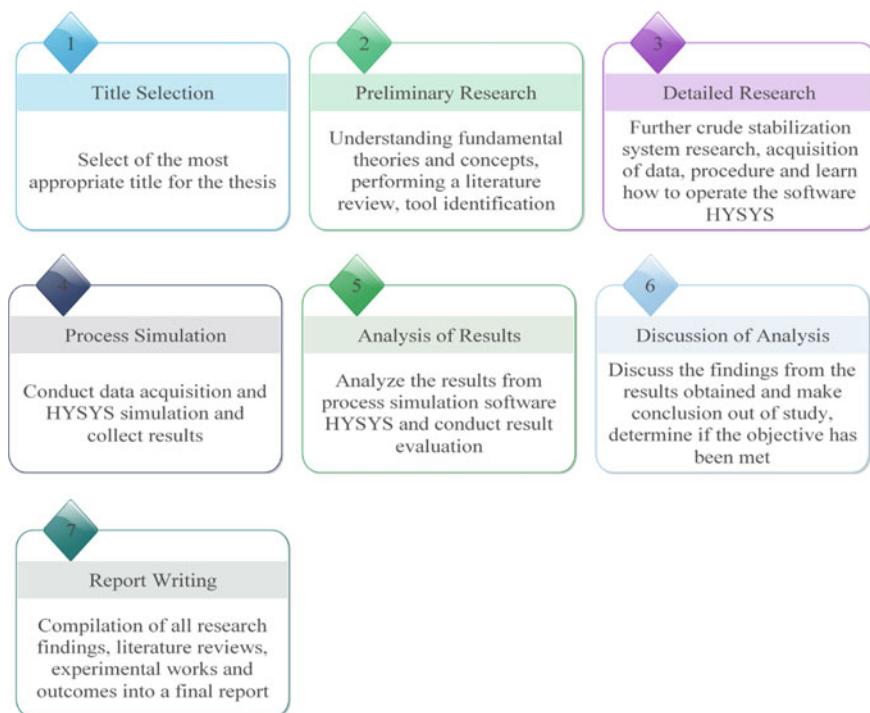 1
Title Selection
Select of the most
appropriate title for the thesis
2
Preliminary Research
Understanding fundamental
theories and concepts,
performing a literature
review, tool identification
3
Detailed Research
Further crude stabilization
system research, acquisition
of data, procedure and learn
how to operate the software
HYSYS
4
Process Simulation
Conduct data acquisition and
HYSYS simulation and
collect results
5
Analysis of Results
Analyze the results from
process simulation software
HYSYS and conduct result
evaluation
6
Discussion of Analysis
Discuss the findings from the
results obtained and make
conclusion out of study,
determine if the objective has
been met
7
Report Writing
Compilation of all research
findings, literature reviews,
experimental works and
outcomes into a final report